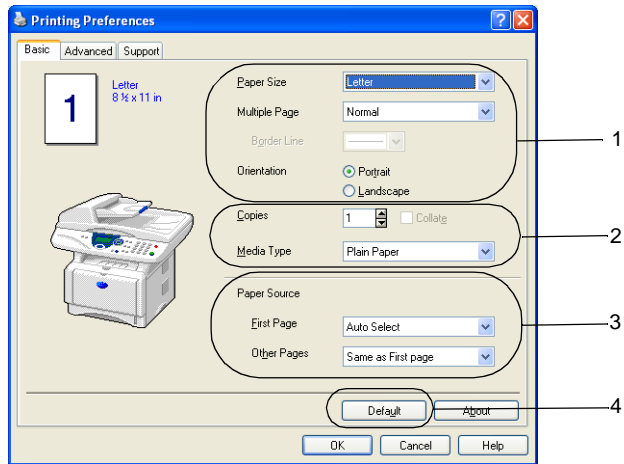 Printing Preferences
Basic Advanced Support
1
Letter
8 ½ x 11 in
Paper Size Letter
Multiple Page Normal
Border Line
Orientation Portrait
Landscape
1
Copies 1 Collate
Media Type Plain Paper
2
Paper Source
First Page Auto Select
Other Pages Same as First page
3
Default About
4
OK Cancel Help